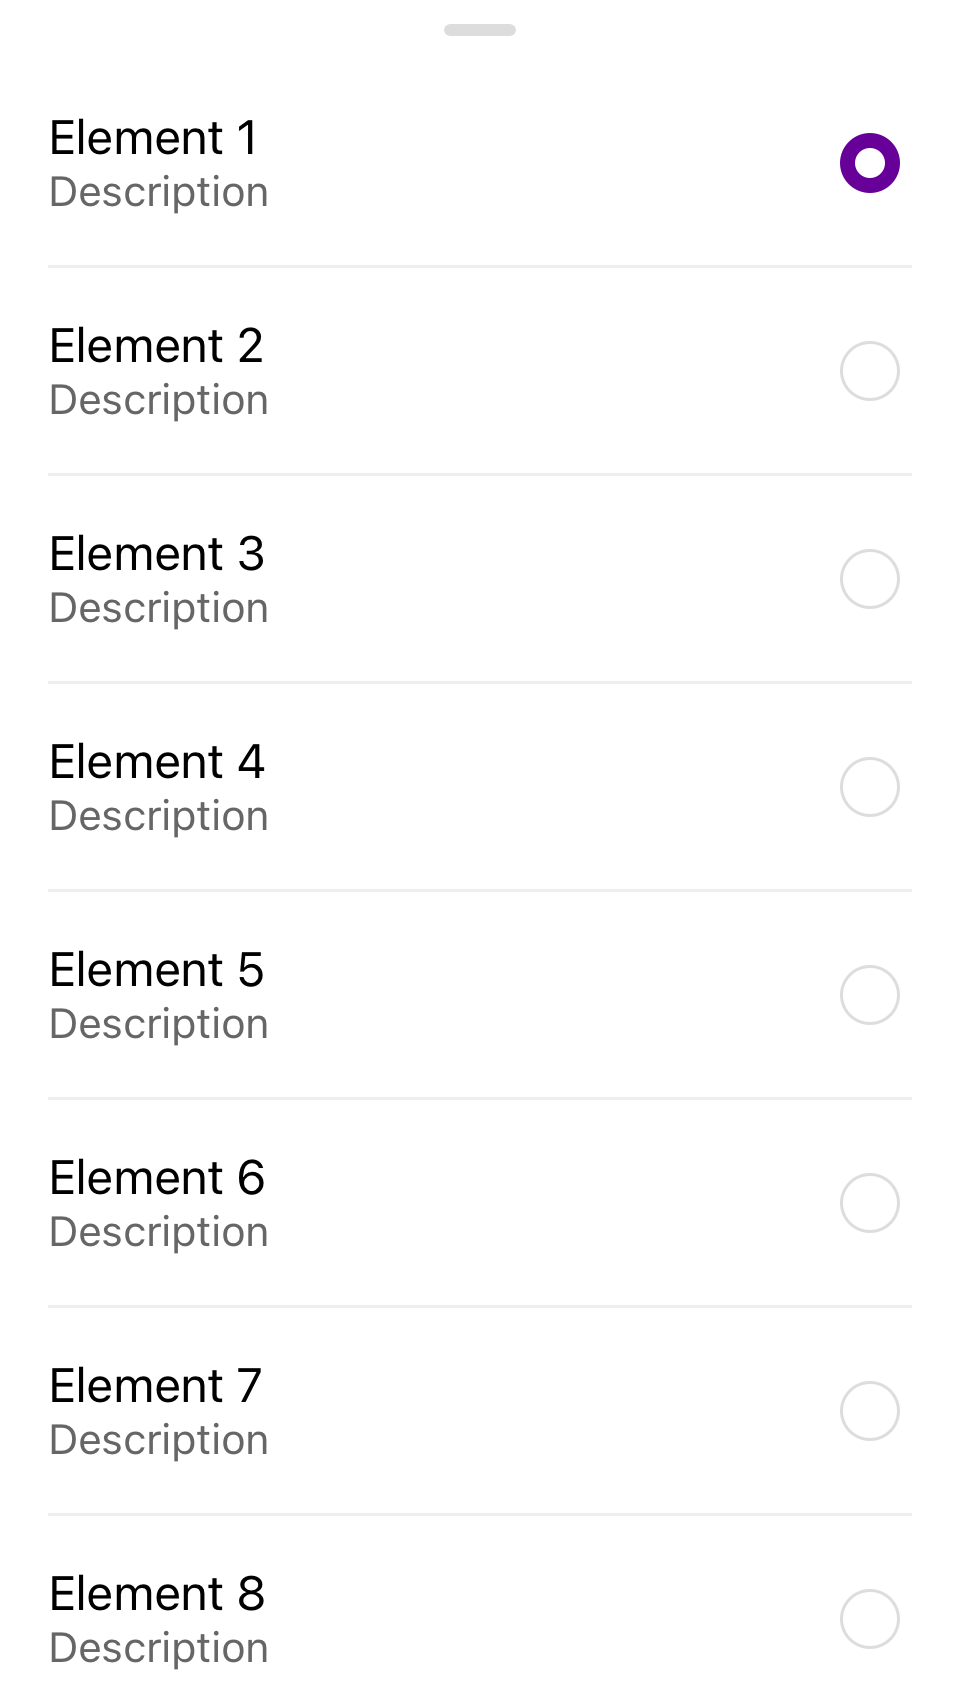 Element 1
Description
Element 2
Description
Element 3
Description
Element 4
Description
Element 5
Description
Element 6
Description
Element 7
Description
Element 8
Description